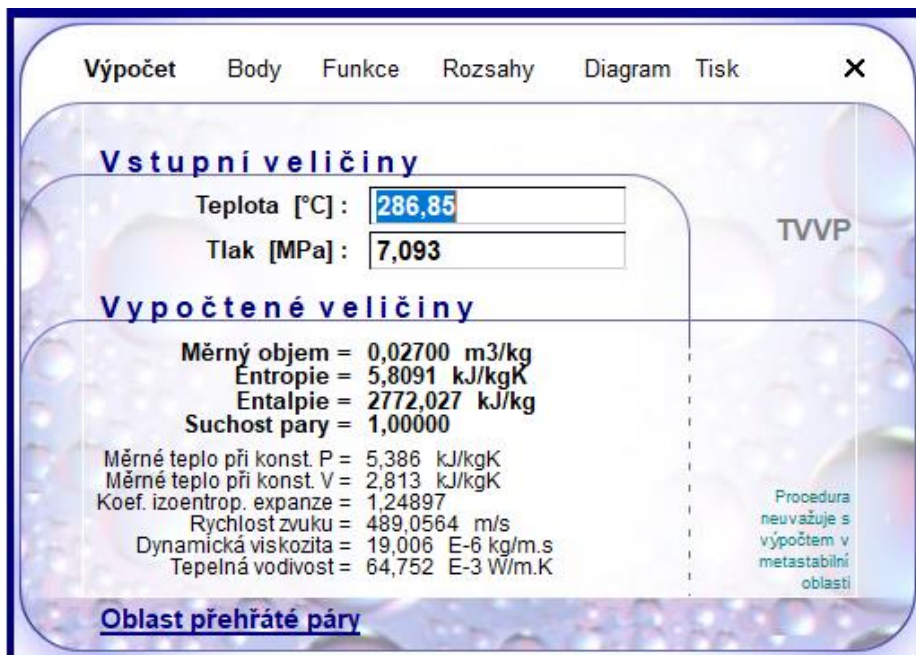 Výpočet Body Funkce Rozsahy Diagram Tisk ×
Vstupní veličiny
Teplota [°C] : 286,85
TVVP
Tlak [MPa] : 7,093
Vypočtené veličiny
Měrný objem = 0,02700 m3/kg
Entropie = 5,8091 kJ/kgK
Entalpie = 2772,027 kJ/kg
Suchost pary = 1,00000
Měrné teplo při konst. P = 5,386 kJ/kgK
Měrné teplo při konst. V = 2,813 kJ/kgK
Koef. izoentrop. expanze = 1,24897
Rychlost zvuku = 489,0564 m/s
Dynamická viskozita = 19,006 E-6 kg/m.s
Tepelná vodivost = 64,752 E-3 W/m.K
Procedura
neuvažuje s
výpočtem v
metastabilní
oblasti
Oblast přehřáté páry